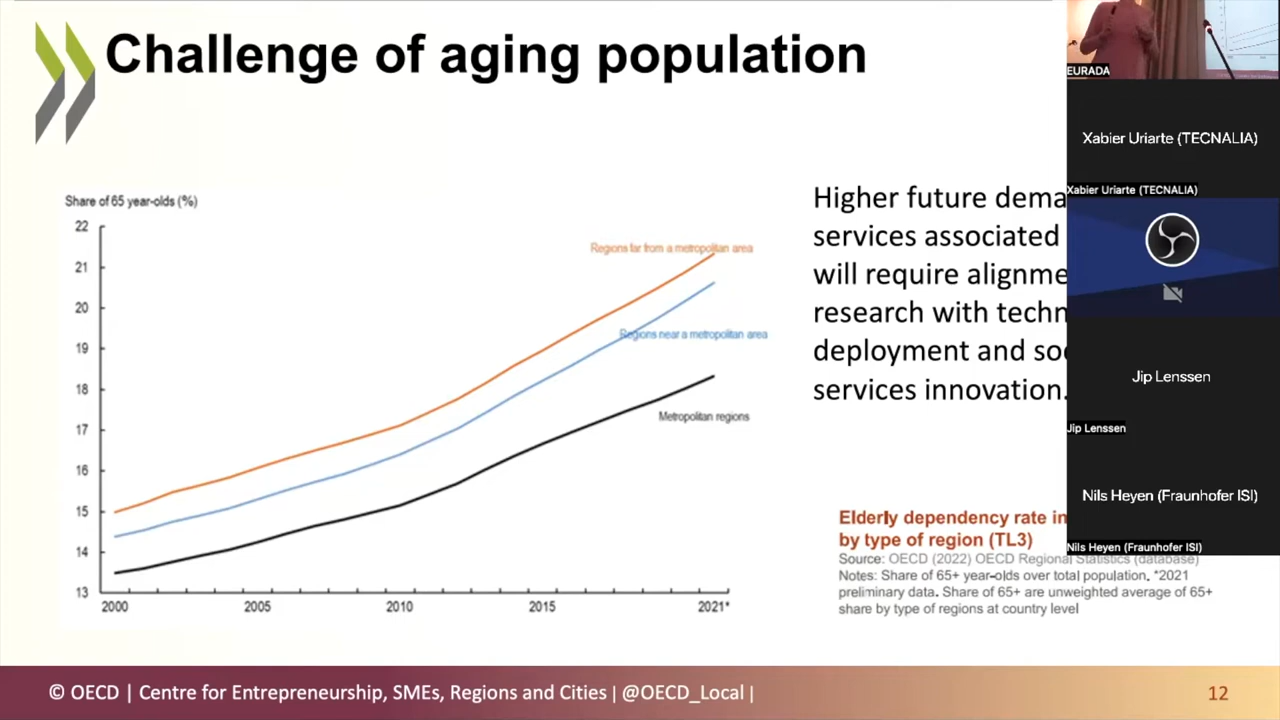 Challenge of aging population
EURADA
Xabier Uriarte (TECNALIA)
Xabier Uriarte (TECNALIA)
Jip Lenssen
Jip Lenssen
Nils Heyen (Fraunhofer ISI)
Nils Heyen (Fraunhofer ISI)
Share of 65 year-olds (%)
22
21
20
19
18
17
16
15
14
13
2000
2005
2010
2015
2021*
Regions far from a metropolitan area
Regions near a metropolitan area
Metropolitan regions
Higher future dema
services associated
will require alignme
research with techn
deployment and so
services innovation.
Elderly dependency rate in
by type of region (TL3)
Source: OECD (2022) OECD Regional Statistics (database)
Notes: Share of 65+ year-olds over total population. *2021
preliminary data. Share of 65+ are unweighted average of 65+
share by type of regions at country level
© OECD | Centre for Entrepreneurship, SMEs, Regions and Cities | @OECD_Local |
12